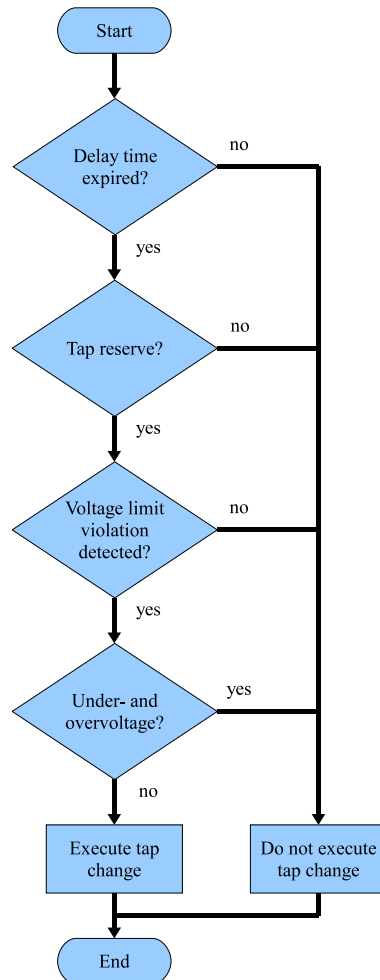 Start
Delay time
expired?
no
yes
Tap reserve?
no
yes
Voltage limit
violation
detected?
no
yes
Under- and
overvoltage?
yes
no
Execute tap
change
Do not execute
tap change
End